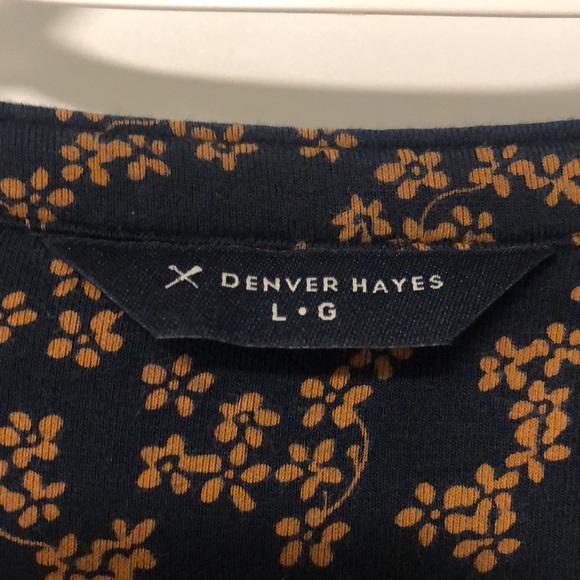 DENVER HAYES
L • G